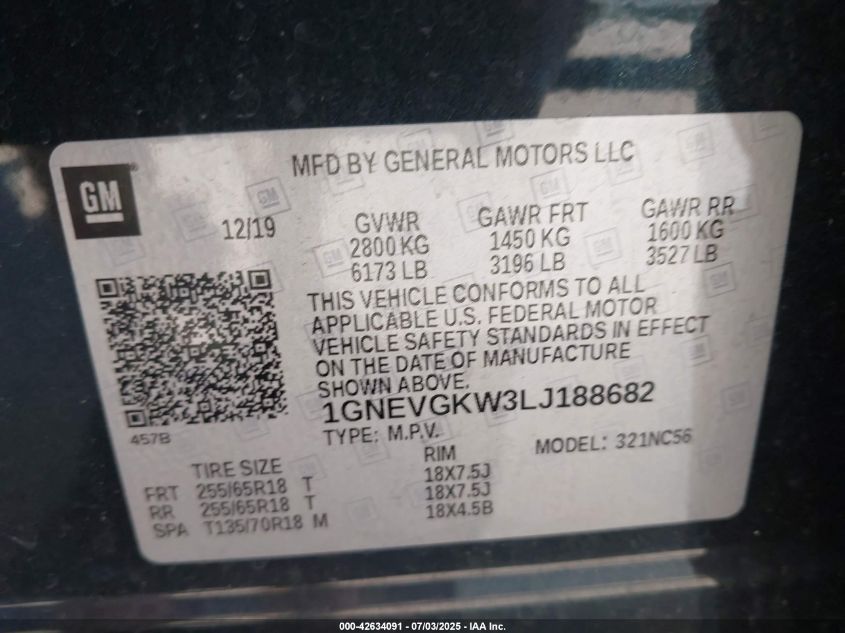 MFD BY GENERAL MOTORS LLC
GM
12/19
GVWR GAWR FRT GAWR RR
2800 KG 1450 KG 1600 KG
6173 LB 3196 LB 3527 LB
THIS VEHICLE CONFORMS TO ALL
APPLICABLE U.S. FEDERAL MOTOR
VEHICLE SAFETY STANDARDS IN EFFECT
ON THE DATE OF MANUFACTURE
SHOWN ABOVE.
1GNEVGKW3LJ188682
457B
TYPE: M.P.V. MODEL: 321NC56
TIRE SIZE RIM
FRT 255/65R18 T 18X7.5J
RR 255/65R18 T 18X7.5J
SPA T135/70R18 M 18X4.5B
000-42634091 - 07/03/2025 - IAA Inc.